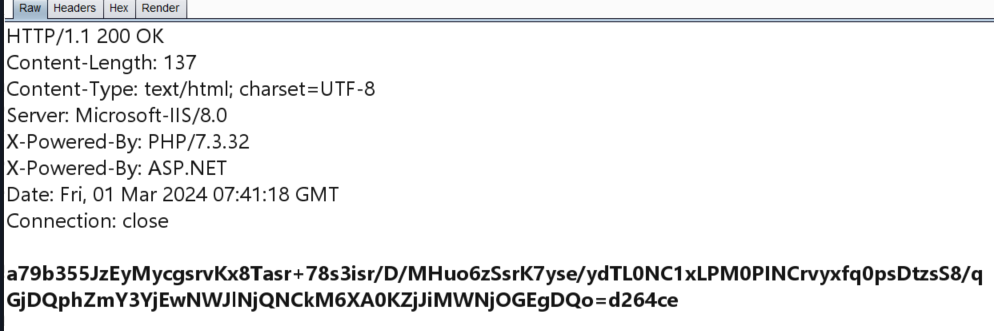 Raw Headers Hex Render
HTTP/1.1 200 OK
Content-Length: 137
Content-Type: text/html; charset=UTF-8
Server: Microsoft-IIS/8.0
X-Powered-By: PHP/7.3.32
X-Powered-By: ASP.NET
Date: Fri, 01 Mar 2024 07:41:18 GMT
Connection: close
a79b355JzEyMycgsrvKx8Tasr+78s3isr/D/MHuo6zSsrK7yse/ydTL0NC1xLPM0PINCrvyxfq0psDtzsS8/q
GjDQphZmY3YjEwNWJlNjQNCkM6XA0KZjJiMWNjOGEgDQo=d264ce